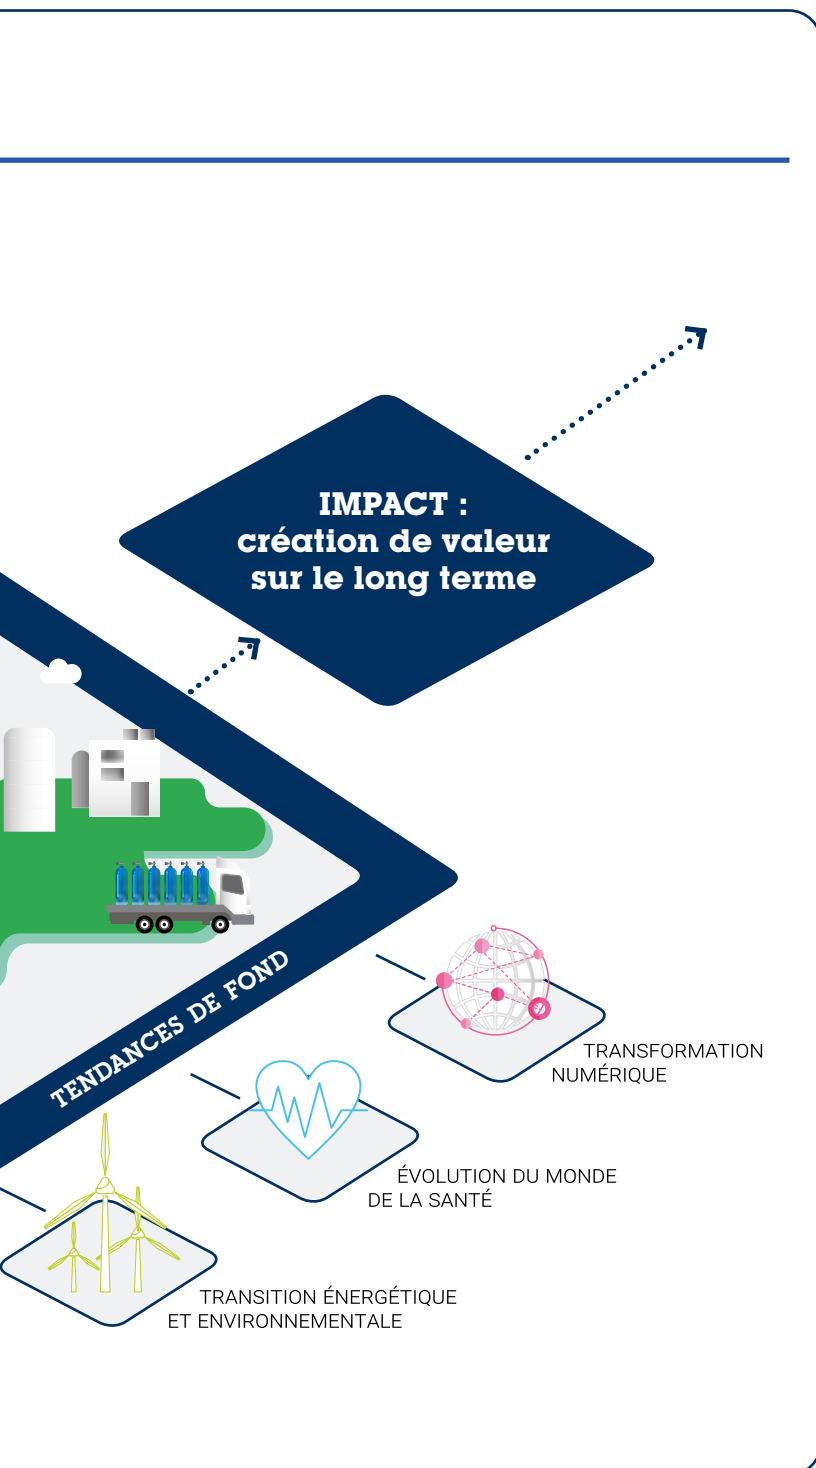 IMPACT :
création de valeur
sur le long terme
TENDANCES DE FOND
TRANSFORMATION
NUMÉRIQUE
ÉVOLUTION DU MONDE
DE LA SANTÉ
TRANSITION ÉNERGÉTIQUE
ET ENVIRONNEMENTALE